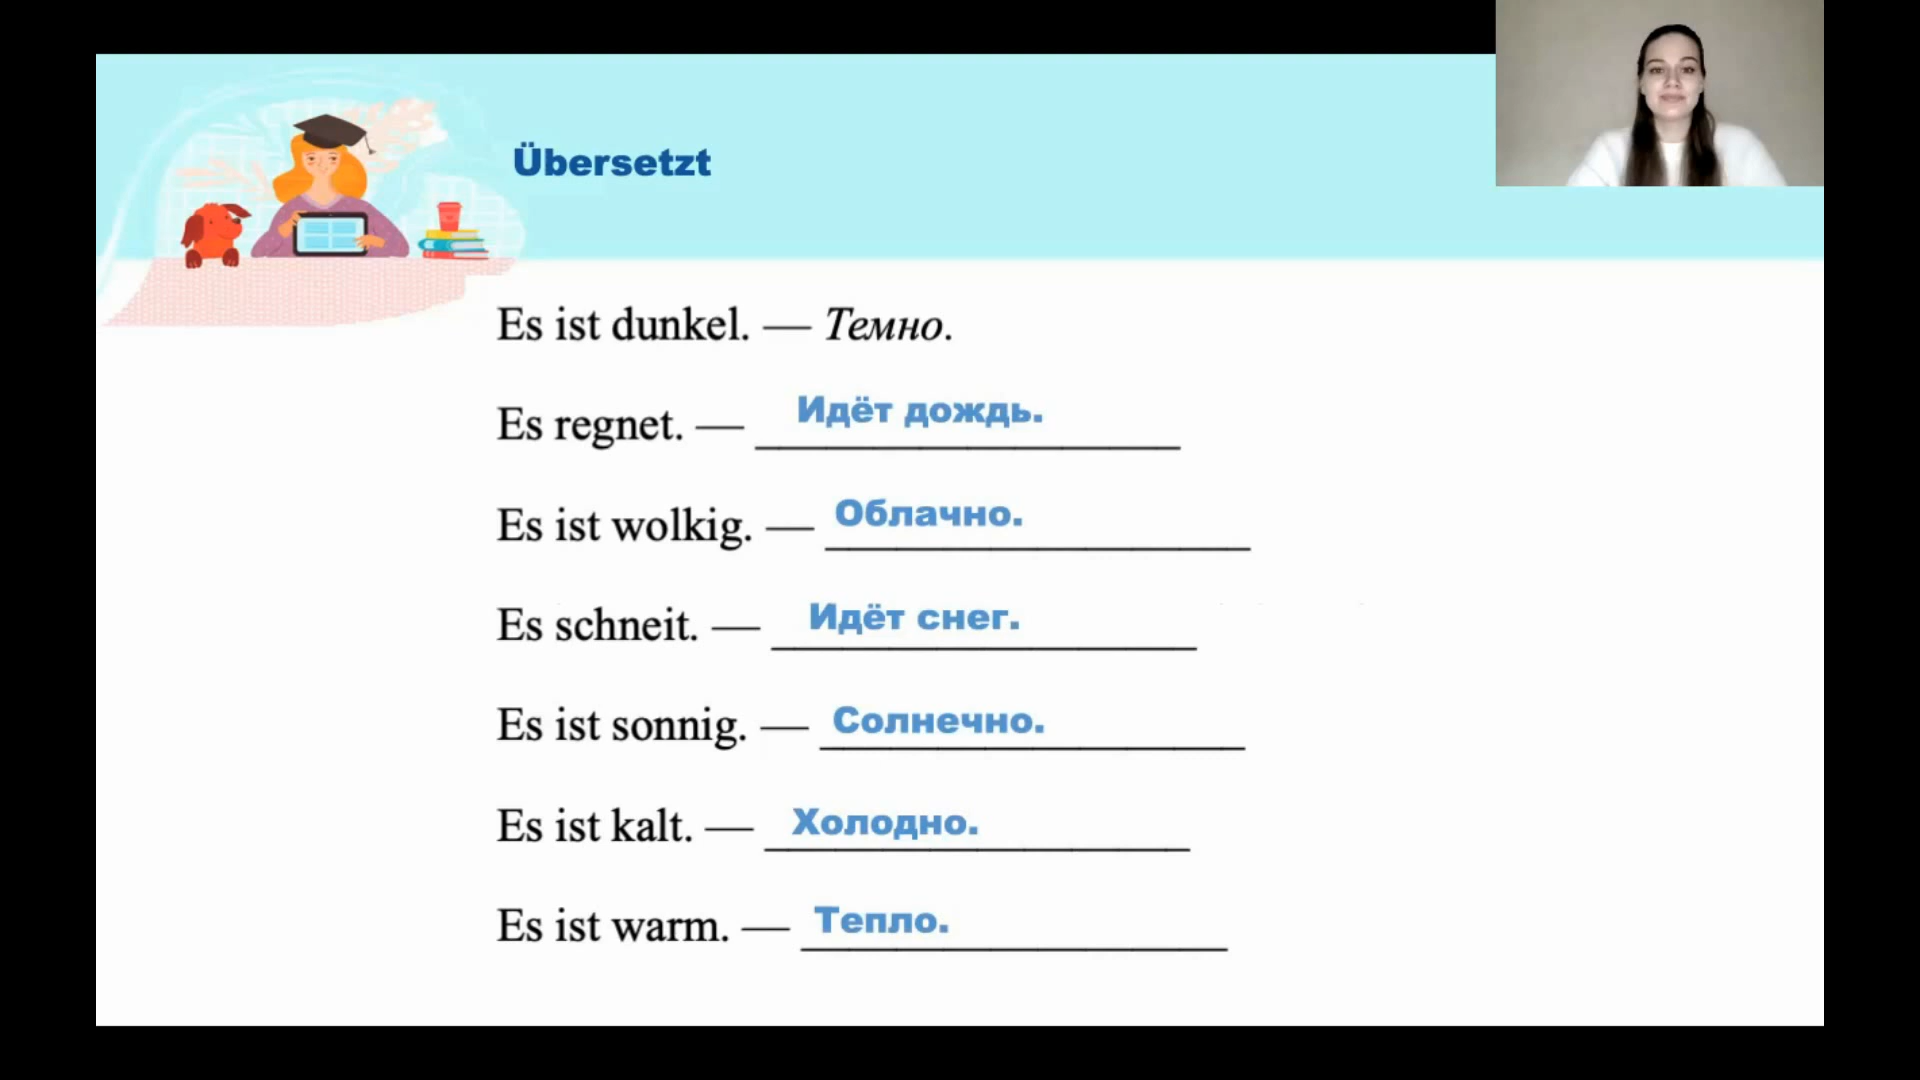 Übersetzt
Es ist dunkel. — Темно.
Es regnet. — Идёт дождь.
Es ist wolkig. — Облачно.
Es schneit. — Идёт снег.
Es ist sonnig. — Солнечно.
Es ist kalt. — Холодно.
Es ist warm. — Тепло.